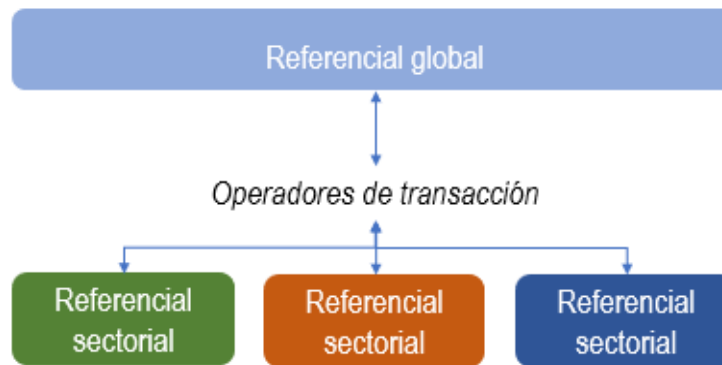 Referencial global
Operadores de transacción
Referencial
sectorial
Referencial
sectorial
Referencial
sectorial